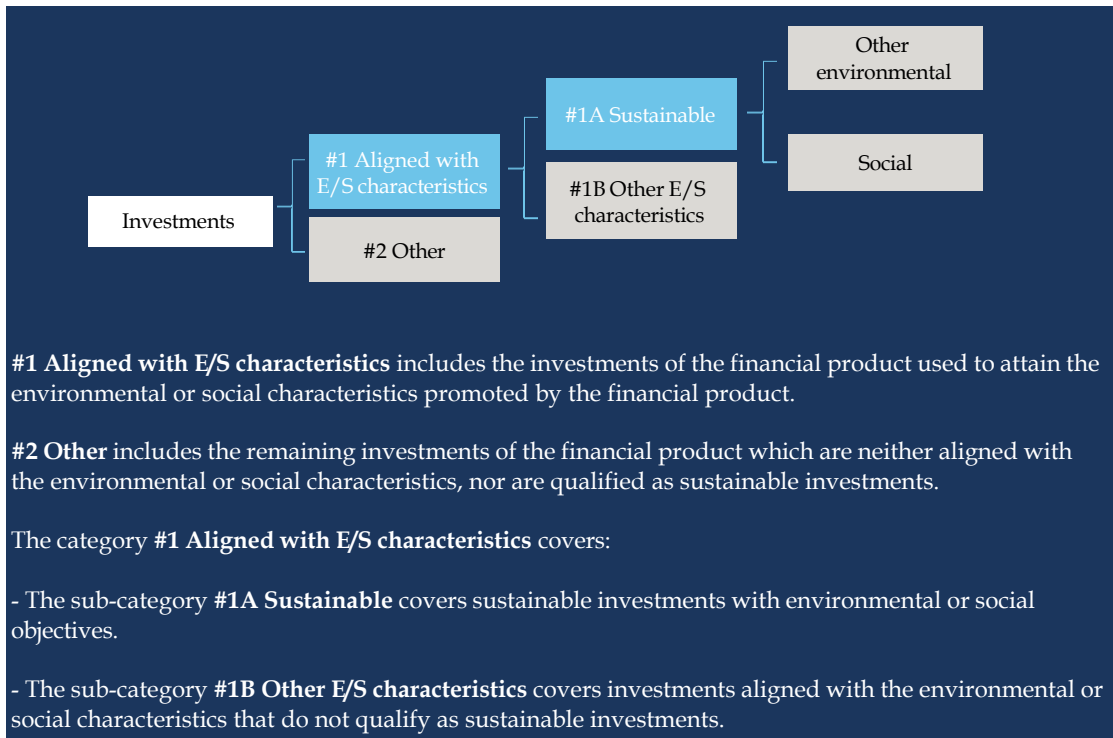 Other
environmental
#1A Sustainable
#1 Aligned with
E/S characteristics
Social
#1B Other E/S
characteristics
Investments
#2 Other
#1 Aligned with E/S characteristics includes the investments of the financial product used to attain the
environmental or social characteristics promoted by the financial product.
#2 Other includes the remaining investments of the financial product which are neither aligned with
the environmental or social characteristics, nor are qualified as sustainable investments.
The category #1 Aligned with E/S characteristics covers:
- The sub-category #1A Sustainable covers sustainable investments with environmental or social
objectives.
- The sub-category #1B Other E/S characteristics covers investments aligned with the environmental or
social characteristics that do not qualify as sustainable investments.